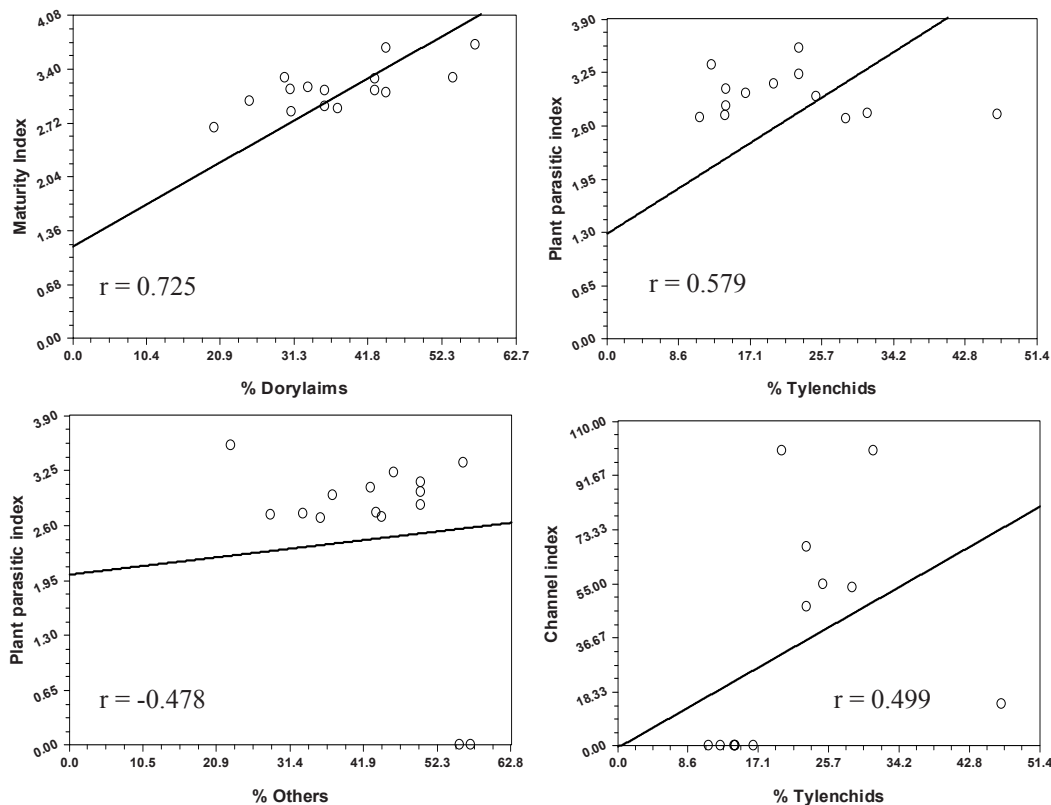 4.08
3.40
2.72
2.04
1.36
0.68
0.00
Maturity Index
r = 0.725
0.0 10.4 20.9 31.3 41.8 52.3 62.7
% Dorylaims
3.90
3.25
2.60
1.95
1.30
0.65
0.00
Plant parasitic index
r = 0.579
0.0 8.6 17.1 25.7 34.2 42.8 51.4
% Tylenchids
3.90
3.25
2.60
1.95
1.30
0.65
0.00
Plant parasitic index
r = -0.478
0.0 10.5 20.9 31.4 41.9 52.3 62.8
% Others
110.00
91.67
73.33
55.00
36.67
18.33
0.00
Channel index
r = 0.499
0.0 8.6 17.1 25.7 34.2 42.8 51.4
% Tylenchids